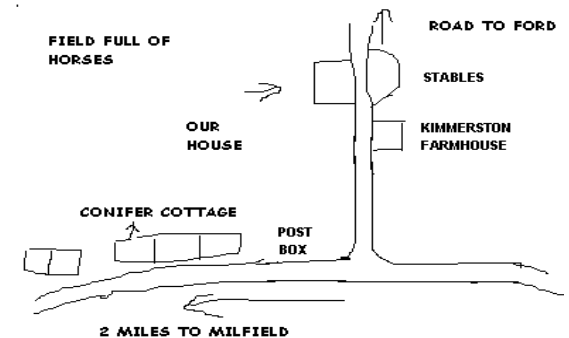 ROAD TO FORD
FIELD FULL OF
HORSES
STABLES
OUR
HOUSE
KIMMERSTON
FARMHOUSE
CONIFER COTTAGE
POST
BOX
2 MILES TO MILFIELD